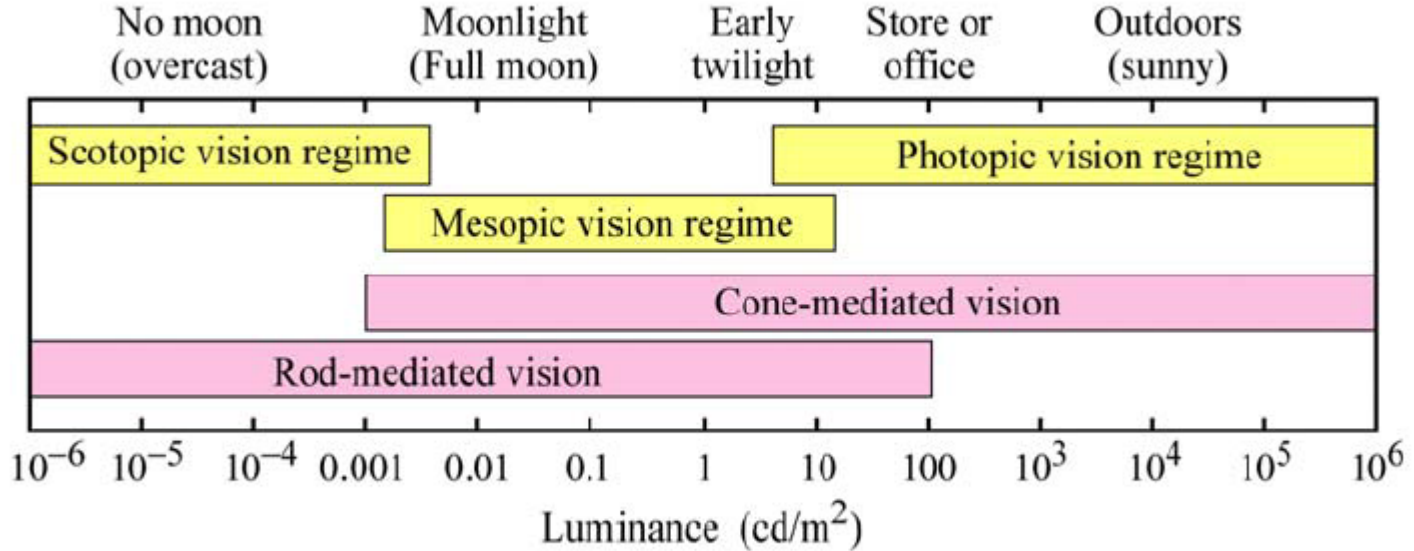 No moon Moonlight Early Store or Outdoors
(overcast) (Full moon) twilight office (sunny)
Scotopic vision regime Photopic vision regime
Mesopic vision regime
Cone-mediated vision
Rod-mediated vision
10⁻⁶ 10⁻⁵ 10⁻⁴ 0.001 0.01 0.1 1 10 100 10³ 10⁴ 10⁵ 10⁶
Luminance (cd/m²)